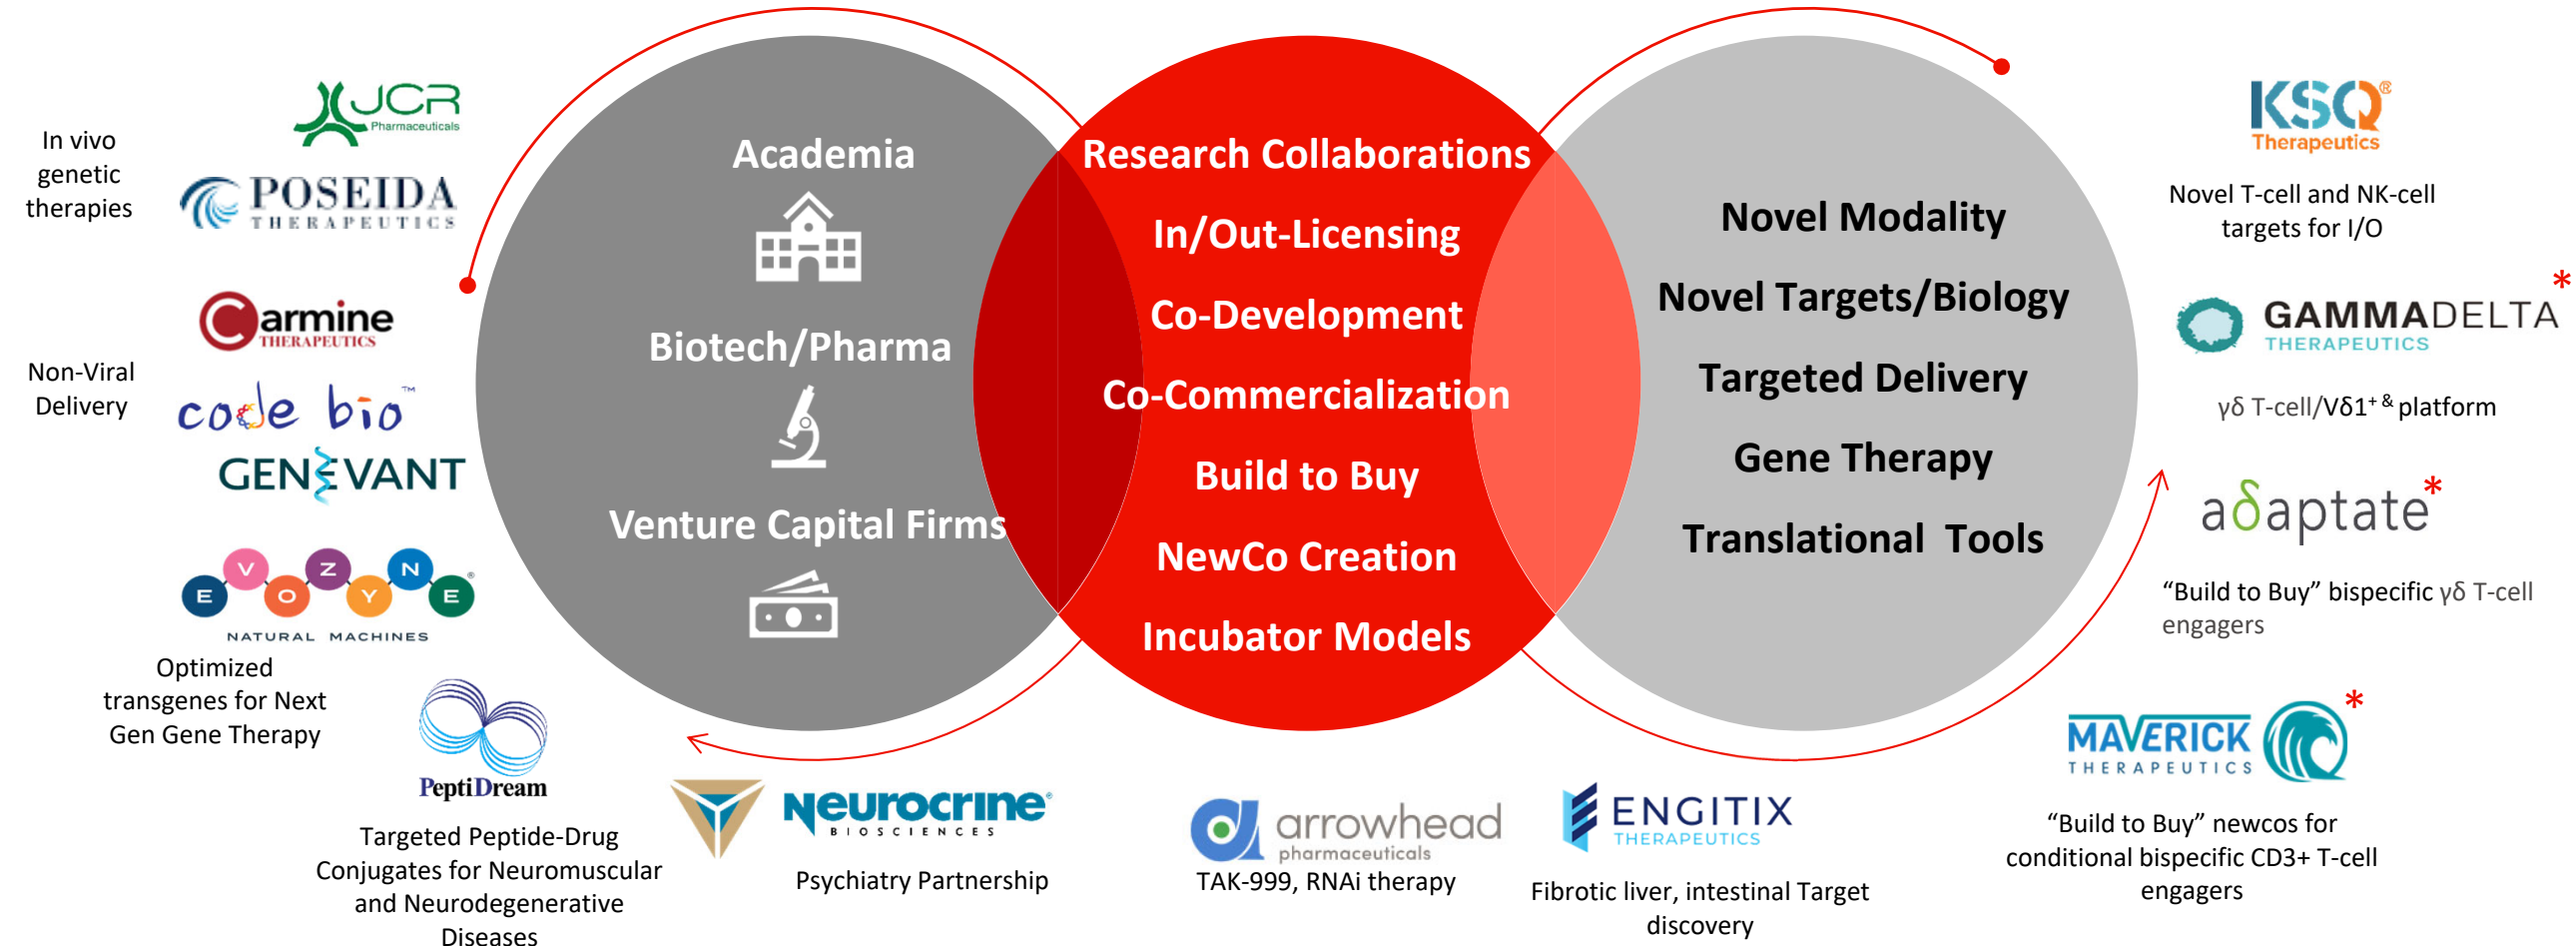 In vivo
genetic
therapies
JCR
Pharmaceuticals
POSEIDA
THERAPEUTICS
Carmine
THERAPEUTICS
Non-Viral
Delivery
code bio™
GENEVANT
EVOZYNE®
NATURAL MACHINES
Optimized
transgenes for Next
Gen Gene Therapy
PeptiDream
Targeted Peptide-Drug
Conjugates for Neuromuscular
and Neurodegenerative
Diseases
Academia
Biotech/Pharma
Venture Capital Firms
Research Collaborations
In/Out-Licensing
Co-Development
Co-Commercialization
Build to Buy
NewCo Creation
Incubator Models
Novel Modality
Novel Targets/Biology
Targeted Delivery
Gene Therapy
Translational  Tools
NEUROCRINE®
BIOSCIENCES
Psychiatry Partnership
arrowhead
pharmaceuticals
TAK-999, RNAi therapy
ENGITIX
THERAPEUTICS
Fibrotic liver, intestinal Target
discovery
KSQ®
Therapeutics
Novel T-cell and NK-cell
targets for I/O
GAMMADELTA*
THERAPEUTICS
γδ T-cell/Vδ1⁺ & platform
aδaptate*
“Build to Buy” bispecific γδ T-cell
engagers
MAVERICK*
THERAPEUTICS
“Build to Buy” newcos for
conditional bispecific CD3+ T-cell
engagers